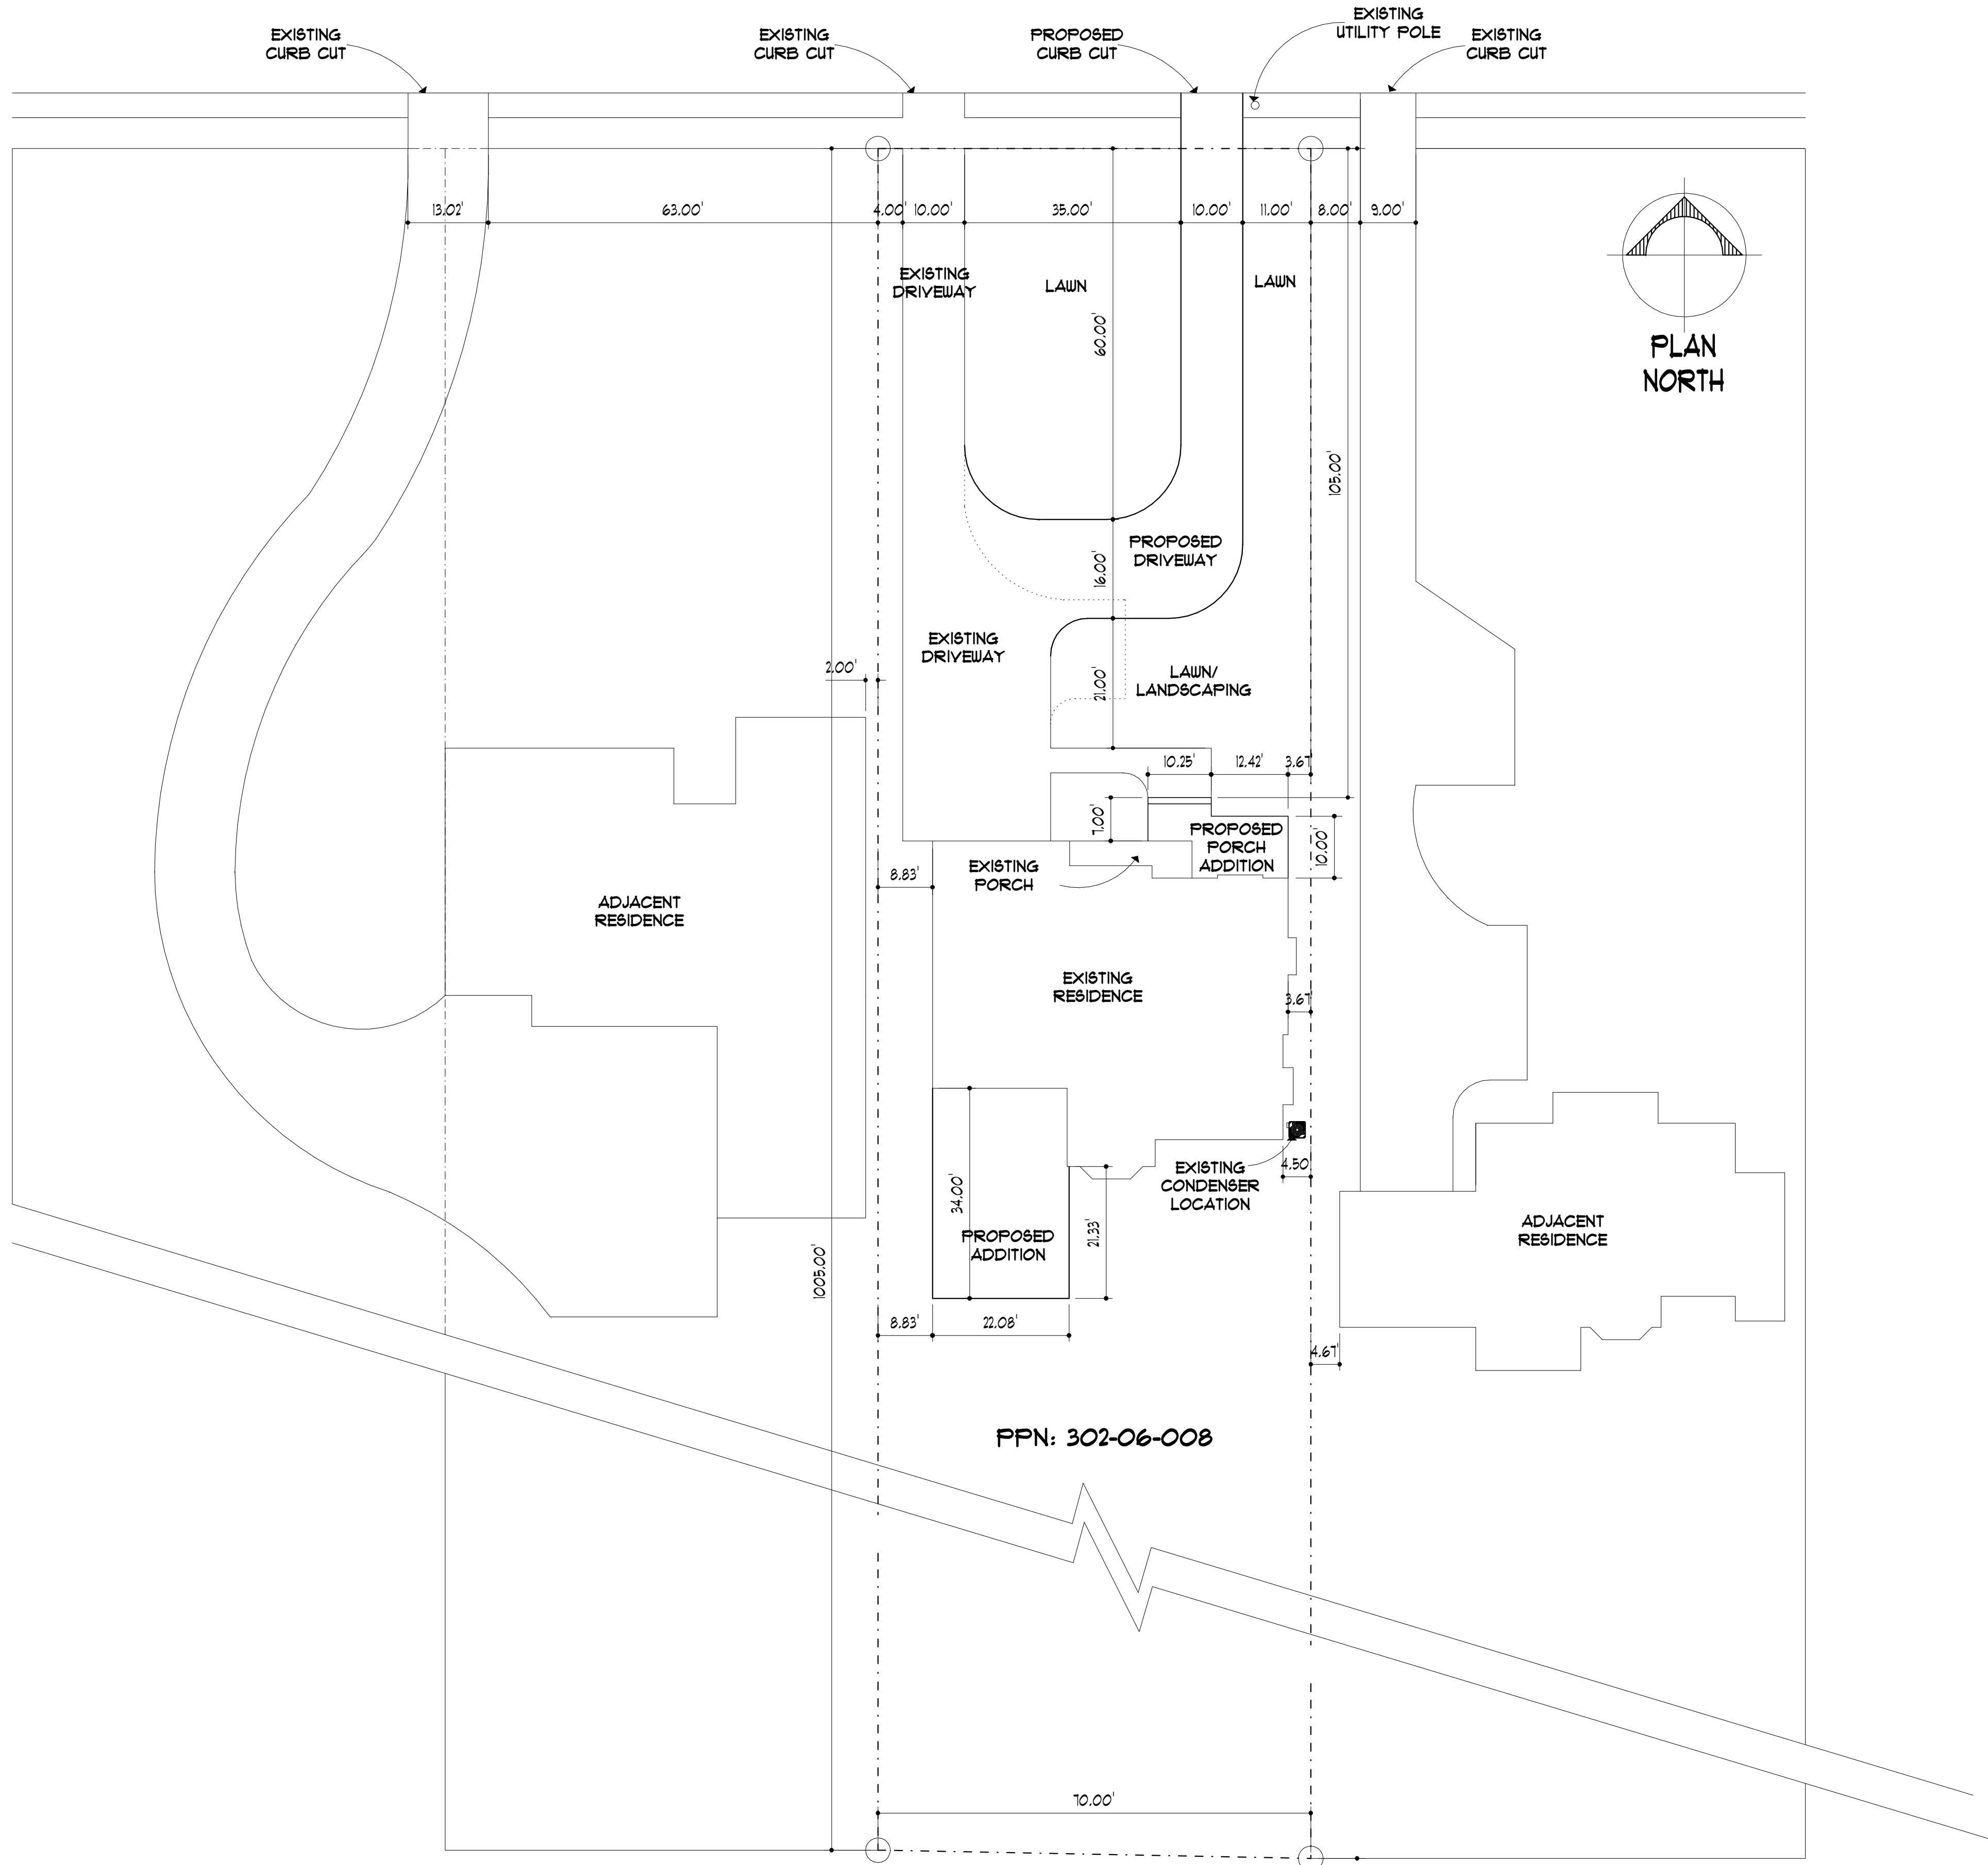 EXISTING
CURB CUT
EXISTING
CURB CUT
PROPOSED
CURB CUT
EXISTING
UTILITY POLE
EXISTING
CURB CUT
13.02'
63.00'
4.00'
10.00'
35.00'
10.00'
11.00'
8.00'
9.00'
EXISTING
DRIVEWAY
LAWN
LAWN
60.00'
PLAN
NORTH
105.00'
PROPOSED
DRIVEWAY
16.00'
EXISTING
DRIVEWAY
2.00'
21.00'
LAWN/
LANDSCAPING
10.25'
12.42'
3.67'
7.00'
PROPOSED
PORCH
ADDITION
10.00'
EXISTING
PORCH
8.83'
ADJACENT
RESIDENCE
EXISTING
RESIDENCE
3.67'
4.50'
EXISTING
CONDENSER
LOCATION
34.00'
21.33'
PROPOSED
ADDITION
1005.00'
ADJACENT
RESIDENCE
8.83'
22.08'
4.67'
PPN: 302-06-008
70.00'